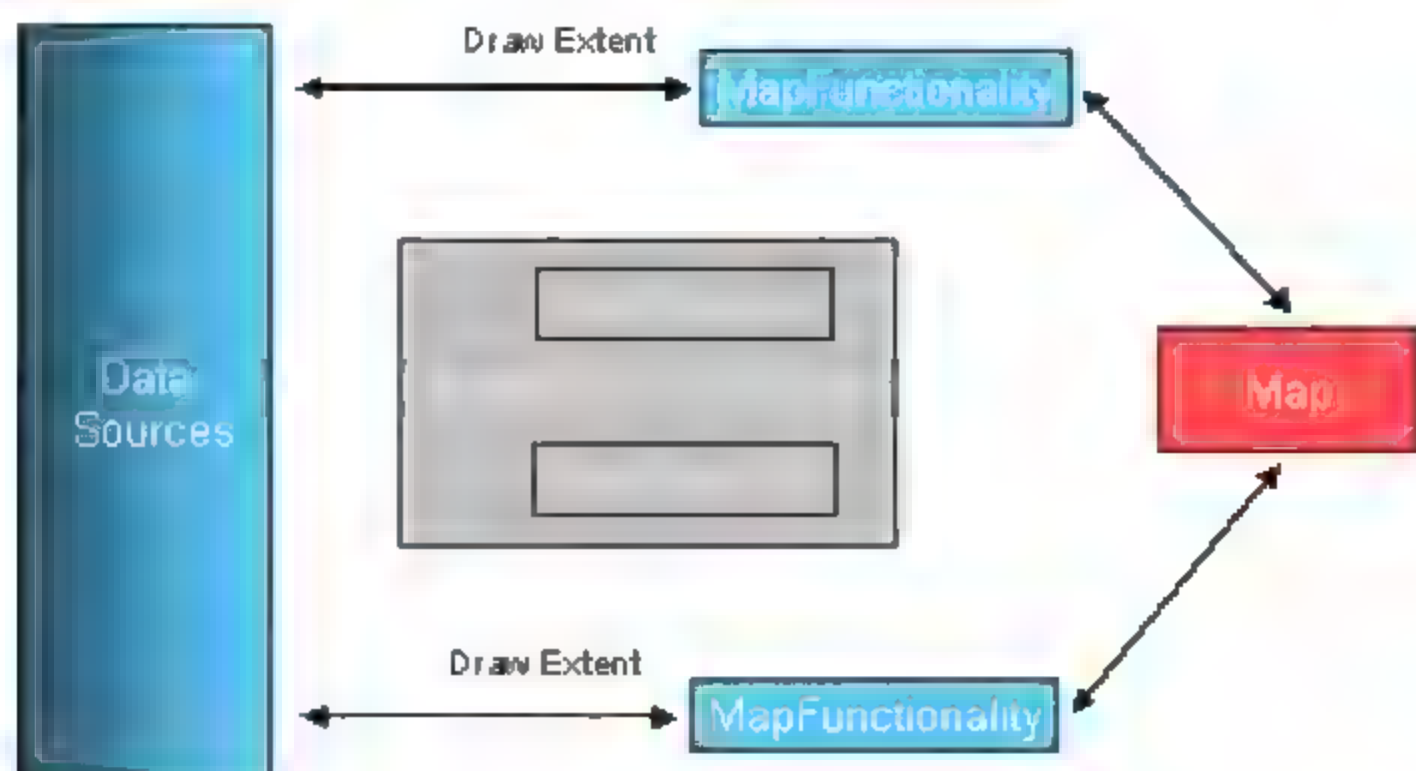 Draw Extent
MapFunctionality
Data
Sources
Map
Draw Extent
MapFunctionality